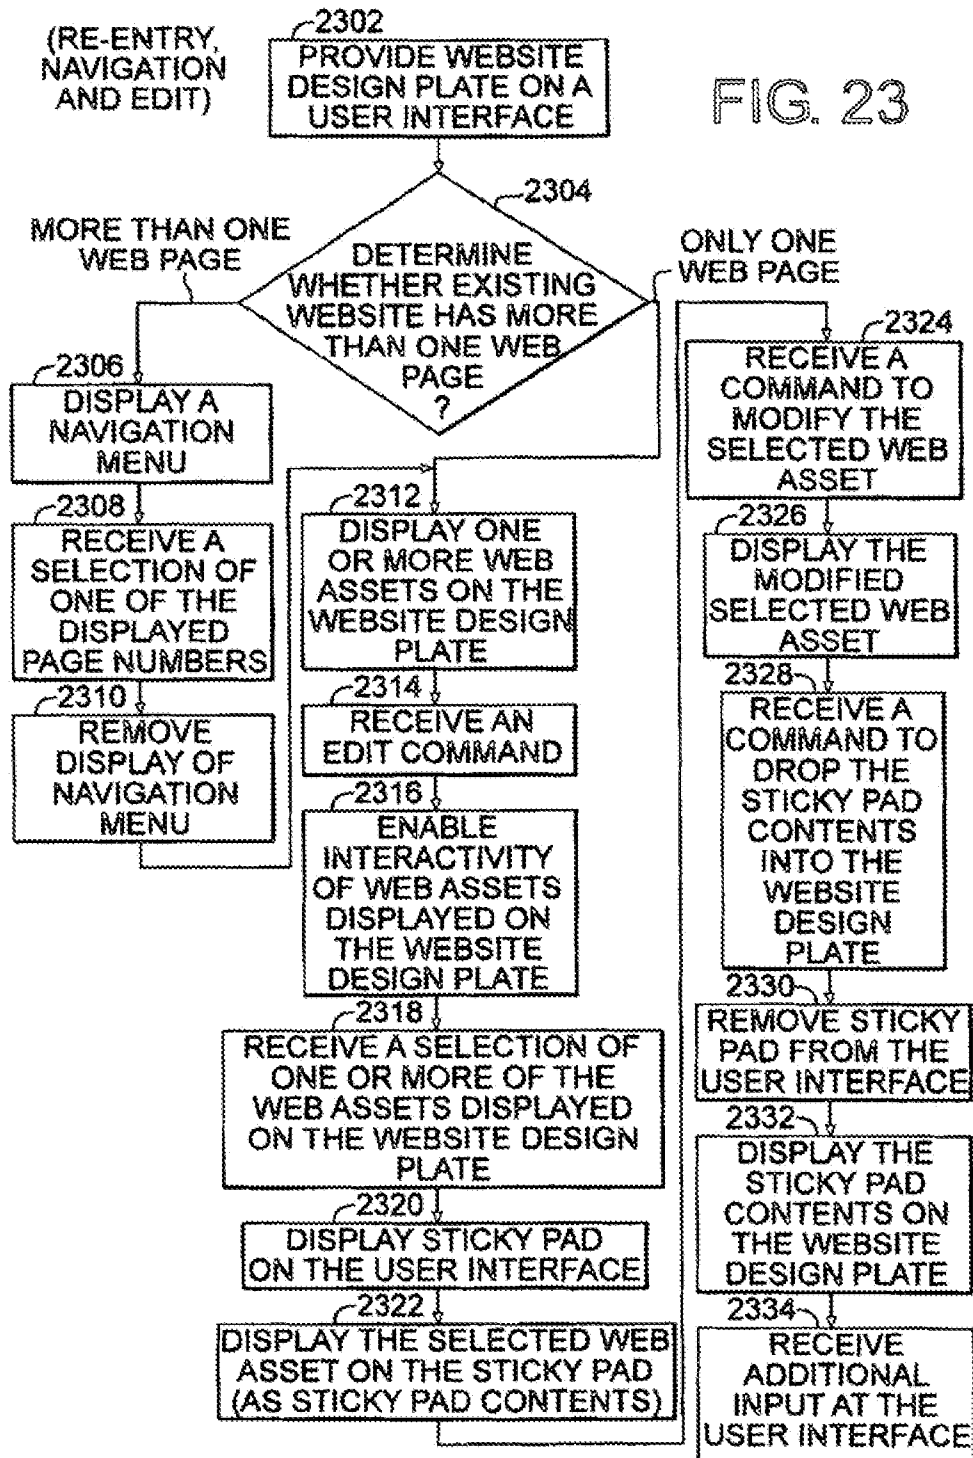 (RE-ENTRY,
NAVIGATION
AND EDIT)
2302
PROVIDE WEBSITE
DESIGN PLATE ON A
USER INTERFACE
FIG. 23
2304
DETERMINE
WHETHER EXISTING
WEBSITE HAS MORE
THAN ONE WEB
PAGE
?
MORE THAN ONE
WEB PAGE
ONLY ONE
WEB PAGE
2306
DISPLAY A
NAVIGATION
MENU
2308
RECEIVE A
SELECTION OF
ONE OF THE
DISPLAYED
PAGE NUMBERS
2310
REMOVE
DISPLAY OF
NAVIGATION
MENU
2312
DISPLAY ONE
OR MORE WEB
ASSETS ON THE
WEBSITE DESIGN
PLATE
2314
RECEIVE AN
EDIT COMMAND
2316
ENABLE
INTERACTIVITY
OF WEB ASSETS
DISPLAYED ON
THE WEBSITE
DESIGN PLATE
2318
RECEIVE A SELECTION OF
ONE OR MORE OF THE
WEB ASSETS DISPLAYED
ON THE WEBSITE DESIGN
PLATE
2320
DISPLAY STICKY PAD
ON THE USER INTERFACE
2322
DISPLAY THE SELECTED WEB
ASSET ON THE STICKY PAD
(AS STICKY PAD CONTENTS)
2324
RECEIVE A
COMMAND TO
MODIFY THE
SELECTED WEB
ASSET
2326
DISPLAY THE
MODIFIED
SELECTED WEB
ASSET
2328
RECEIVE A
COMMAND TO
DROP THE
STICKY PAD
CONTENTS
INTO THE
WEBSITE
DESIGN
PLATE
2330
REMOVE STICKY
PAD FROM THE
USER INTERFACE
2332
DISPLAY THE
STICKY PAD
CONTENTS ON
THE WEBSITE
DESIGN PLATE
2334
RECEIVE
ADDITIONAL
INPUT AT THE
USER INTERFACE